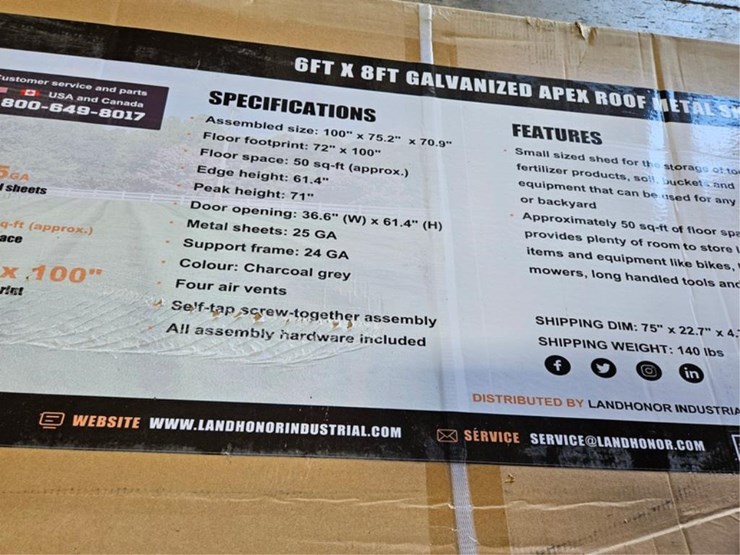 6FT X 8FT GALVANIZED APEX ROOF METAL
customer service and parts
USA and Canada
800-649-8017
GA
sheets
q-ft (approx.)
x 100"
SPECIFICATIONS
Assembled size: 100" x 75.2" x 70.9"
Floor footprint: 72" x 100"
Floor space: 50 sq-ft (approx.)
Edge height: 61.4"
Peak height: 71"
Door opening: 36.6" (W) x 61.4" (H)
Metal sheets: 25 GA
Support frame: 24 GA
Colour: Charcoal grey
Four air vents
Self-tap screw-together assembly
All assembly hardware included
FEATURES
Small sized shed for the storage of
fertilizer products, soil, buckets and
equipment that can be used for any
or backyard
Approximately 50 sq-ft of floor
provides plenty of room to store
items and equipment like bikes,
mowers, long handled tools and
SHIPPING DIM: 75" x 22.7" x 4.
SHIPPING WEIGHT: 140 lbs
DISTRIBUTED BY LANDHONOR
WEBSITE WWW.LANDHONORINDUSTRIAL.COM
SERVICE SERVICE@LANDHONOR.COM